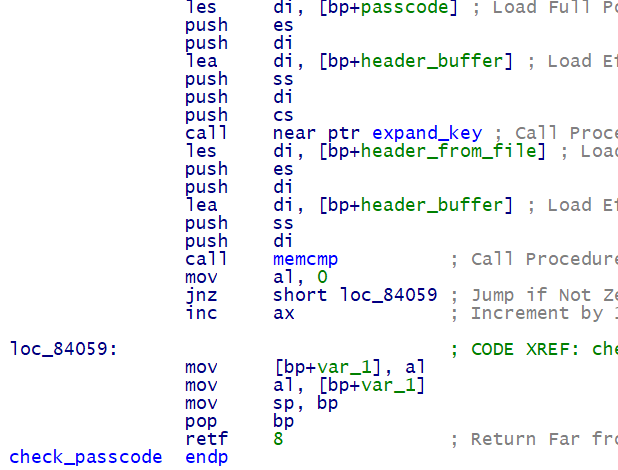 les di, [bp+passcode] ; Load Full Po
push es
push di
lea di, [bp+header_buffer] ; Load Ef
push ss
push di
push cs
call near ptr expand_key ; Call Proce
les di, [bp+header_from_file] ; Load
push es
push di
lea di, [bp+header_buffer] ; Load Ef
push ss
push di
call memcmp ; Call Procedure
mov al, 0
jnz short loc_84059 ; Jump if Not Ze
inc ax ; Increment by 1
loc_84059: ; CODE XREF: che
mov [bp+var_1], al
mov al, [bp+var_1]
mov sp, bp
pop bp
retf 8 ; Return Far fro
check_passcode endp